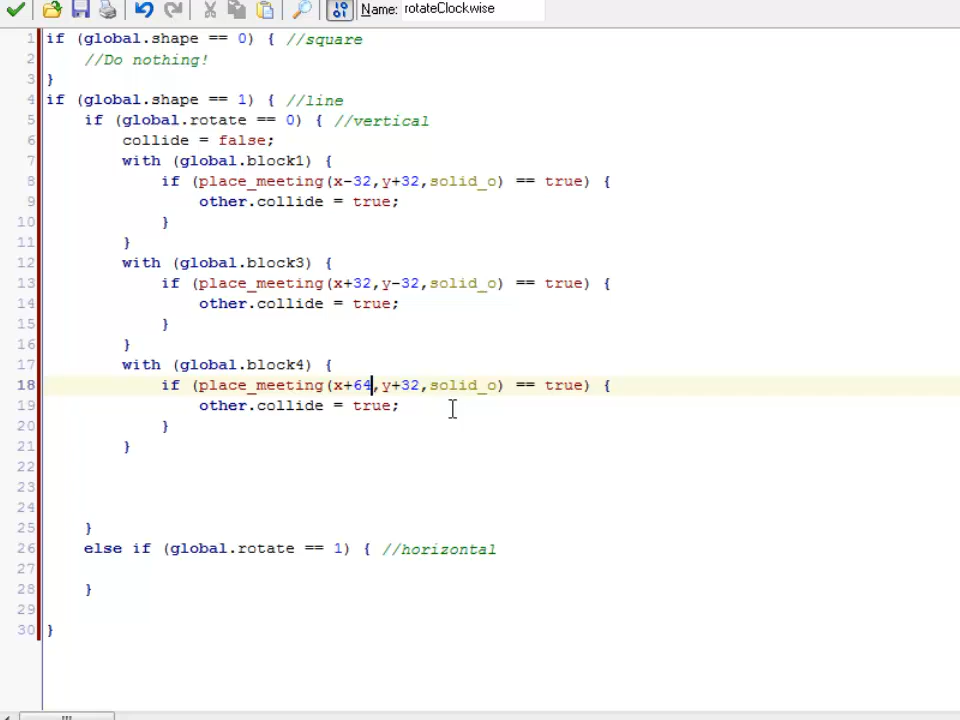 Name: rotateClockwise
1 if (global.shape == 0) { //square
2 //Do nothing!
3 }
4 if (global.shape == 1) { //line
5 if (global.rotate == 0) { //vertical
6 collide = false;
7 with (global.block1) {
8 if (place_meeting(x-32,y+32,solid_o) == true) {
9 other.collide = true;
10 }
11 }
12 with (global.block3) {
13 if (place_meeting(x+32,y-32,solid_o) == true) {
14 other.collide = true;
15 }
16 }
17 with (global.block4) {
18 if (place_meeting(x+64,y+32,solid_o) == true) {
19 other.collide = true;
20 }
21 }
22
23
24
25 }
26 else if (global.rotate == 1) { //horizontal
27
28 }
29
30 }